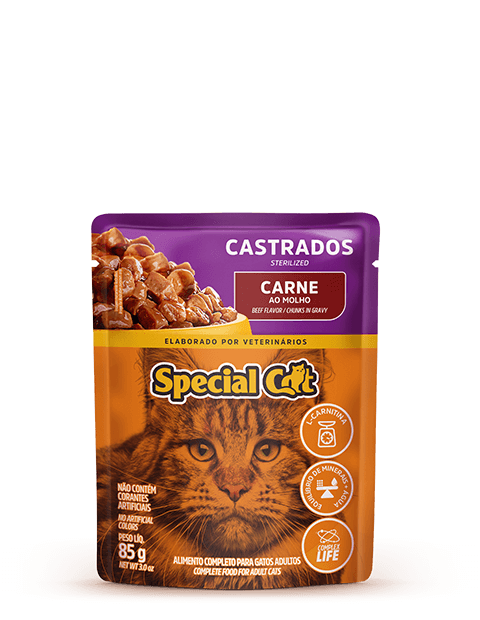 CASTRADOS
STERILIZED
CARNE
AO MOLHO
BEEF FLAVOR / CHUNKS IN GRAVY
ELABORADO POR VETERINÁRIOS
Special Cat
L-CARNITINA
EQUILÍBRIO DE MINERAIS + ÁGUA
COMPLEX
LIFE
NÃO CONTÉM
CORANTES
ARTIFICIAIS
NO ARTIFICIAL
COLORS
PESO LÍQ.
85 g
NET WT 3.0 oz
ALIMENTO COMPLETO PARA GATOS ADULTOS
COMPLETE FOOD FOR ADULT CATS